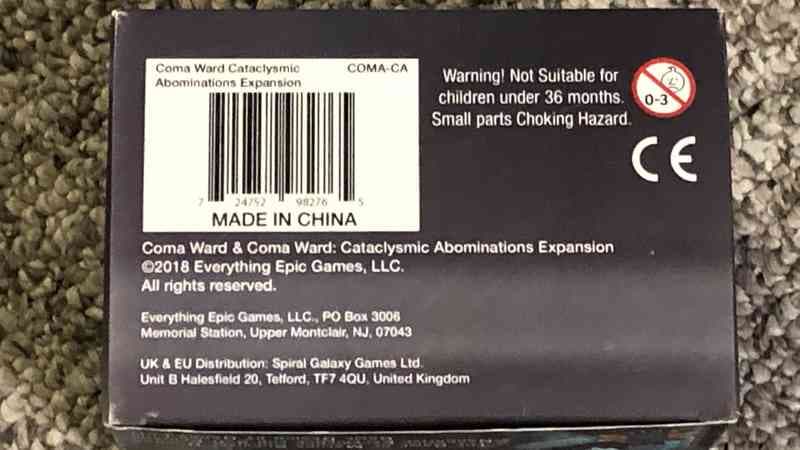 Coma Ward Cataclysmic COMA-CA
Abominations Expansion
7 24752 98276 5
MADE IN CHINA
Warning! Not Suitable for
children under 36 months.
Small parts Choking Hazard.
0-3
CE
Coma Ward & Coma Ward: Cataclysmic Abominations Expansion
©2018 Everything Epic Games, LLC.
All rights reserved.
Everything Epic Games, LLC., PO Box 3006
Memorial Station, Upper Montclair, NJ, 07043
UK & EU Distribution: Spiral Galaxy Games Ltd.
Unit B Halesfield 20, Telford, TF7 4QU, United Kingdom